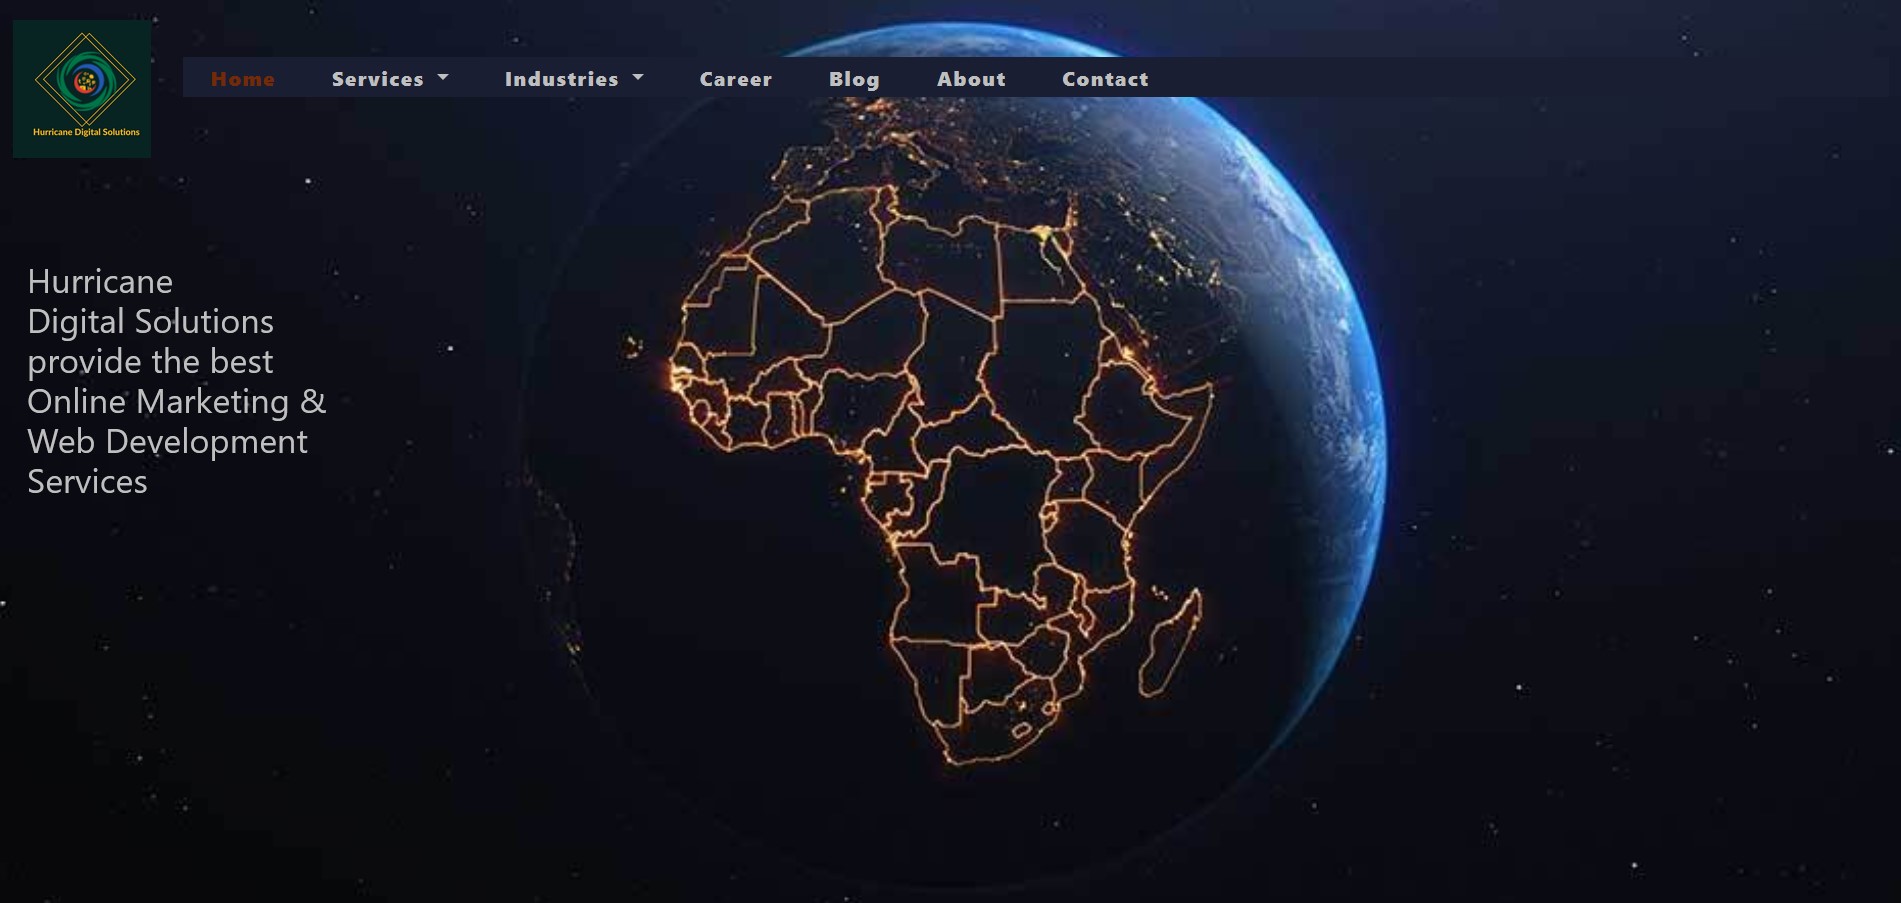 Hurricane Digital Solutions
Home Services Industries Career Blog About Contact
Hurricane
Digital Solutions
provide the best
Online Marketing &
Web Development
Services